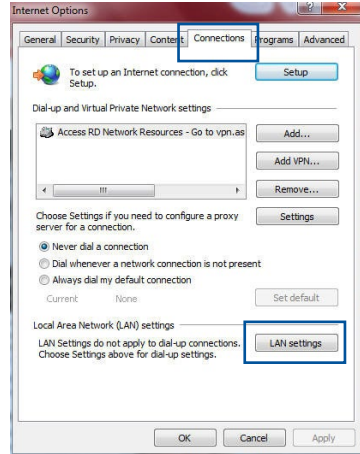 Internet Options
General Security Privacy Content Connections Programs Advanced
To set up an Internet connection, click
Setup.
Setup
Dial-up and Virtual Private Network settings
Access RD Network Resources - Go to vpn.as
Add...
Add VPN...
Remove...
Choose Settings if you need to configure a proxy
server for a connection.
Settings
Never dial a connection
Dial whenever a network connection is not present
Always dial my default connection
Current None Set default
Local Area Network (LAN) settings
LAN Settings do not apply to dial-up connections.
Choose Settings above for dial-up settings.
LAN settings
OK Cancel Apply